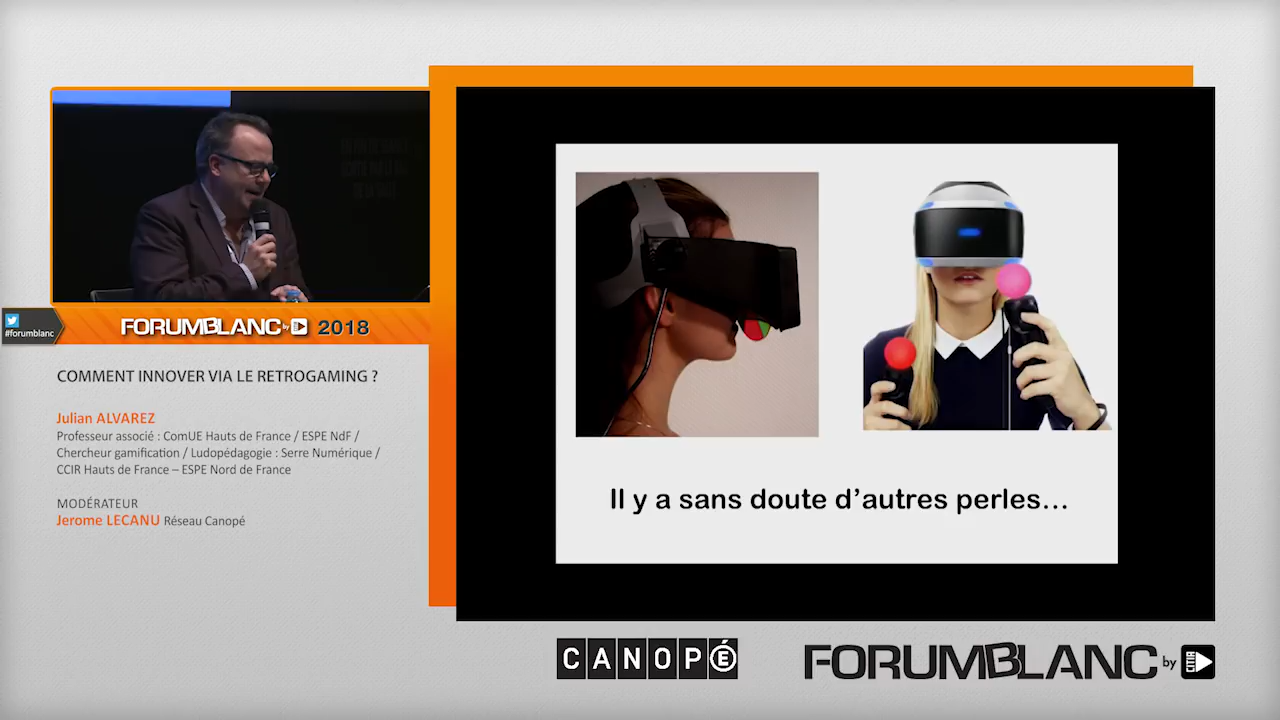 #forumblanc
FORUMBLANC by 2018
COMMENT INNOVER VIA LE RETROGAMING ?
Julian ALVAREZ
Professeur associé : ComUE Hauts de France / ESPE NdF /
Chercheur gamification / Ludopédagogie : Serre Numérique /
CCIR Hauts de France – ESPE Nord de France
MODÉRATEUR
Jerome LECANU Réseau Canopé
Il y a sans doute d’autres perles…
CANOPÉ
FORUMBLANC by CITIA